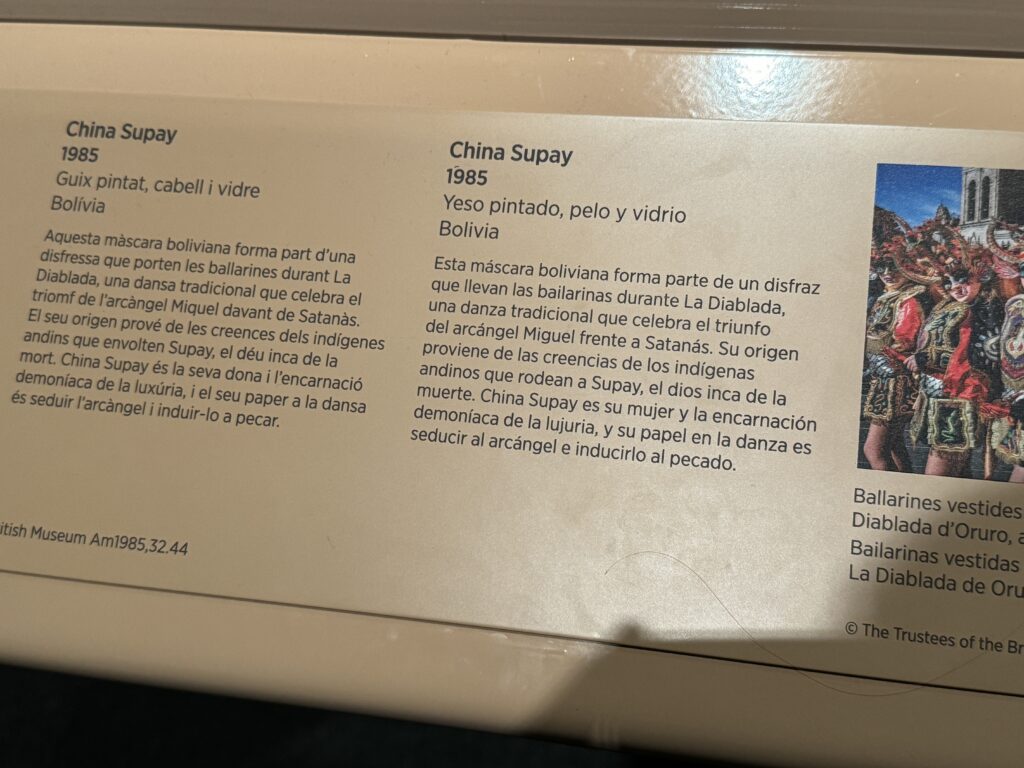 China Supay
1985
Guix pintat, cabell i vidre
Bolívia
Aquesta màscara boliviana forma part d'una
disfressa que porten les ballarines durant La
Diablada, una dansa tradicional que celebra el
triomf de l'arcàngel Miquel davant de Satanàs.
El seu origen prové de les creences dels indígenes
andins que envolten Supay, el déu inca de la
mort. China Supay és la seva dona i l'encarnació
demoníaca de la luxúria, i el seu paper a la dansa
és seduir l'arcàngel i induir-lo a pecar.
Museum Am1985,32.44
China Supay
1985
Yeso pintado, pelo y vidrio
Bolivia
Esta máscara boliviana forma parte de un disfraz
que llevan las bailarinas durante La Diablada,
una danza tradicional que celebra el triunfo
del arcángel Miguel frente a Satanás. Su origen
proviene de las creencias de los indígenas
andinos que rodean a Supay, el dios inca de la
muerte. China Supay es su mujer y la encarnación
demoníaca de la lujuria, y su papel en la danza es
seducir al arcángel e inducirlo al pecado.
Ballarines vestides
Diablada d'Oruro,
Bailarinas vestidas
La Diablada de
© The Trustees of the